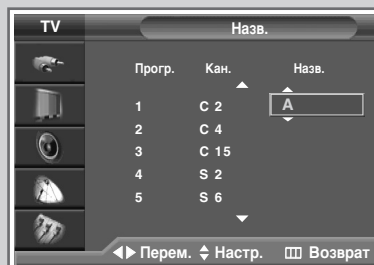 TV
Назв.
Прогр. Кан. Назв.
1 C 2 A
2 C 4
3 C 15
4 S 2
5 S 6
Перем. Настр. Возврат